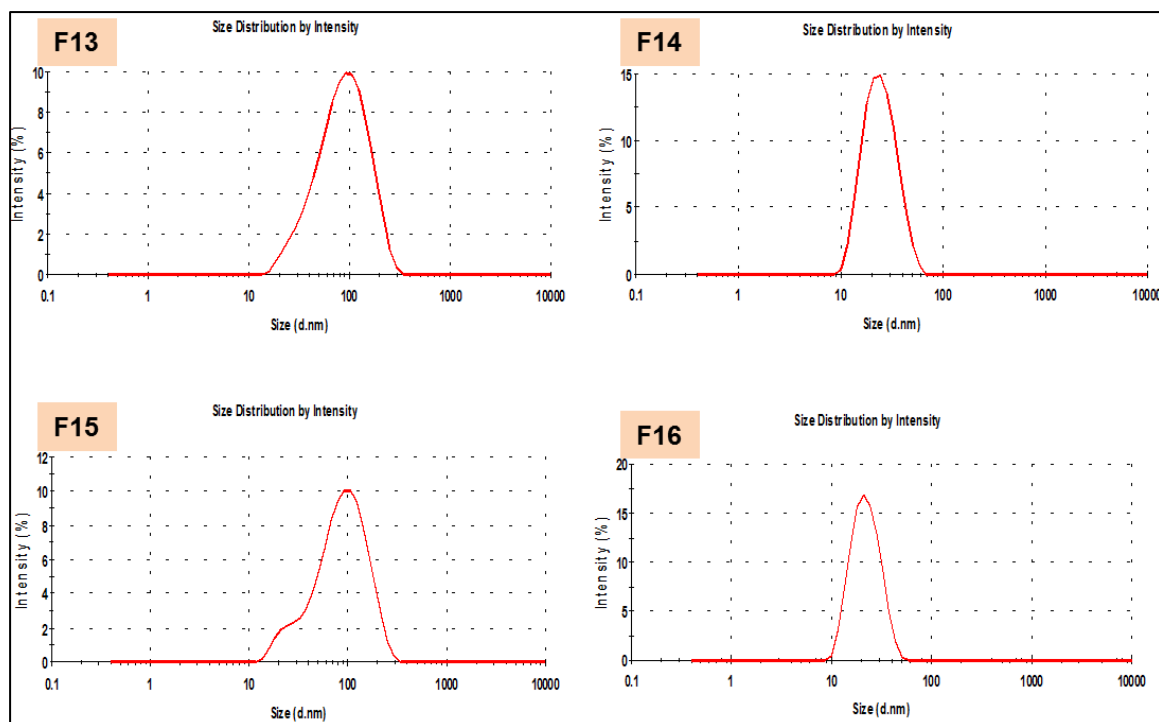 F13
Size Distribution by Intensity
10
8
6
4
2
0
Intensity (%)
0.1 1 10 100 1000 10000
Size (d.nm)
F14
Size Distribution by Intensity
15
10
5
0
Intensity (%)
0.1 1 10 100 1000 10000
Size (d.nm)
F15
Size Distribution by Intensity
12
10
8
6
4
2
0
Intensity (%)
0.1 1 10 100 1000 10000
Size (d.nm)
F16
Size Distribution by Intensity
20
15
10
5
0
Intensity (%)
0.1 1 10 100 1000 10000
Size (d.nm)